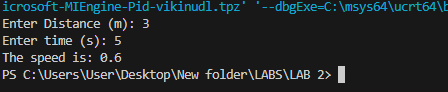 icrosoft-MIEngine-Pid-vikinudl.tpz' '--dbgExe=C:\msys64\ucrt64\b
Enter Distance (m): 3
Enter time (s): 5
The speed is: 0.6
PS C:\Users\User\Desktop\New folder\LABS\LAB 2>